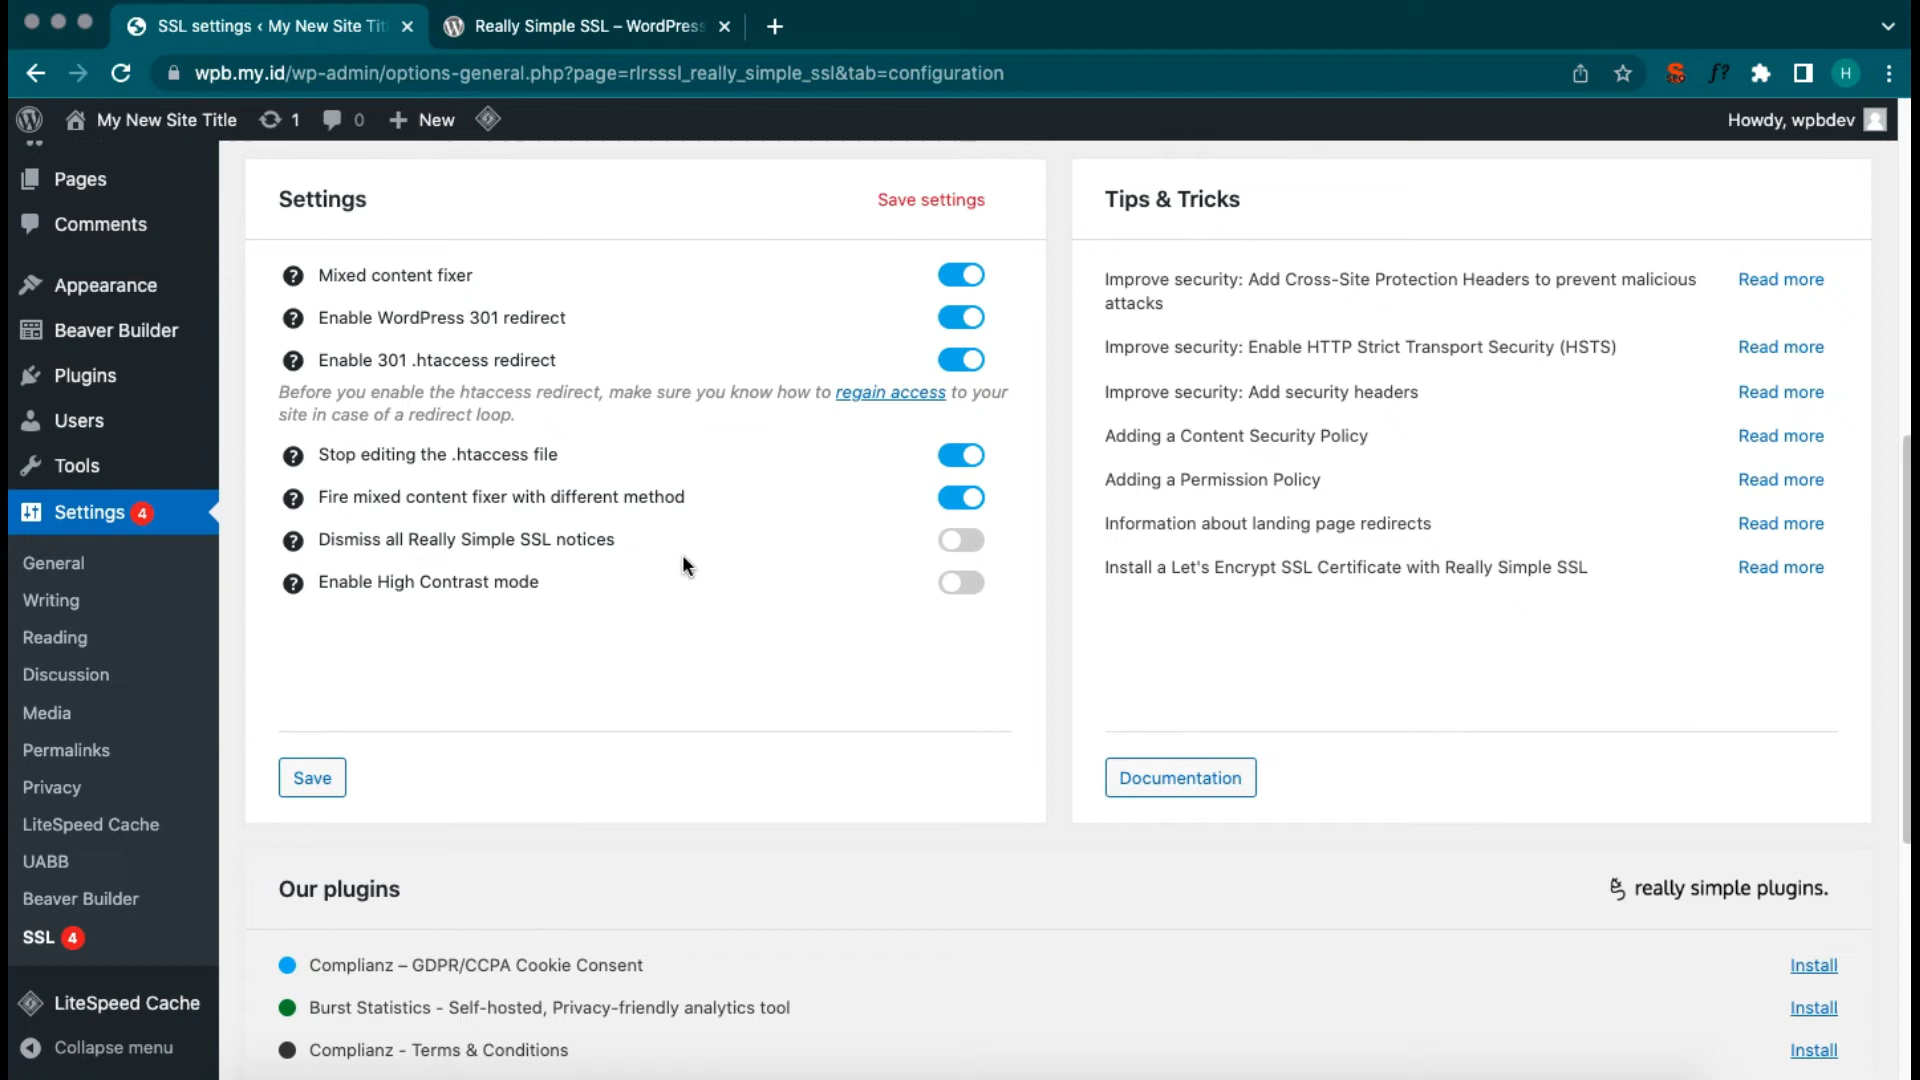 SSL settings ‹ My New Site Tit
Really Simple SSL – WordPress
wpb.my.id/wp-admin/options-general.php?page=rlrsssl_really_simple_ssl&tab=configuration
SEO
f?
H
My New Site Title
1
0
New
Howdy, wpbdev
Pages
Comments
Appearance
Beaver Builder
Plugins
Users
Tools
Settings 4
General
Writing
Reading
Discussion
Media
Permalinks
Privacy
LiteSpeed Cache
UABB
Beaver Builder
SSL 4
LiteSpeed Cache
Collapse menu
Settings
Save settings
Mixed content fixer
Enable WordPress 301 redirect
Enable 301 .htaccess redirect
Before you enable the htaccess redirect, make sure you know how to regain access to your
site in case of a redirect loop.
Stop editing the .htaccess file
Fire mixed content fixer with different method
Dismiss all Really Simple SSL notices
Enable High Contrast mode
Save
Tips & Tricks
Improve security: Add Cross-Site Protection Headers to prevent malicious
attacks
Read more
Improve security: Enable HTTP Strict Transport Security (HSTS)
Read more
Improve security: Add security headers
Read more
Adding a Content Security Policy
Read more
Adding a Permission Policy
Read more
Information about landing page redirects
Read more
Install a Let's Encrypt SSL Certificate with Really Simple SSL
Read more
Documentation
Our plugins
really simple plugins.
Complianz – GDPR/CCPA Cookie Consent
Install
Burst Statistics - Self-hosted, Privacy-friendly analytics tool
Install
Complianz - Terms & Conditions
Install